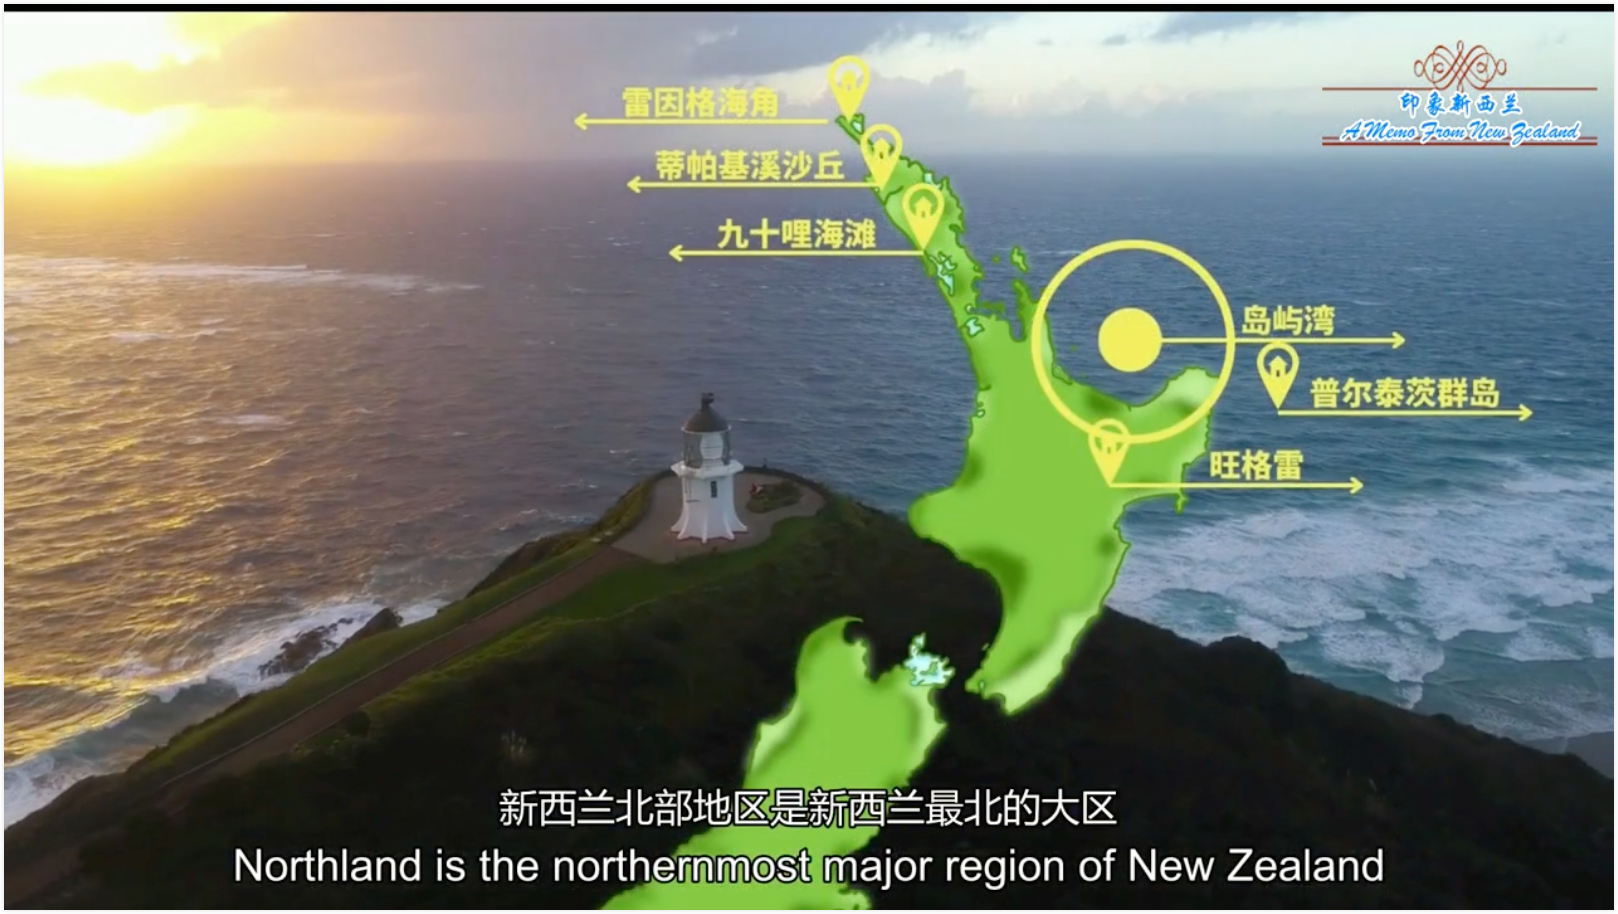 印象新西兰
A Memo From New Zealand
雷因格海角
蒂帕基溪沙丘
九十哩海滩
岛屿湾
普尔泰茨群岛
旺格雷
新西兰北部地区是新西兰最北的大区
Northland is the northernmost major region of New Zealand